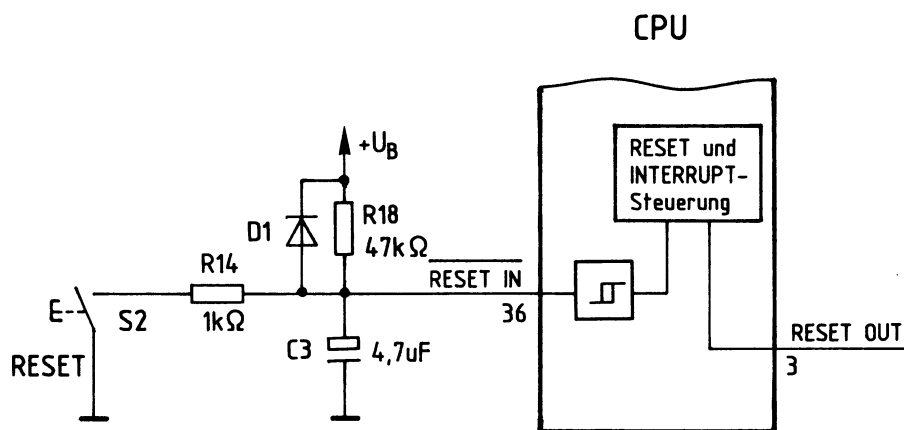 CPU
+UB
RESET und
INTERRUPT-
Steuerung
D1
R18
47kΩ
R14
1kΩ
RESET IN
36
E
S2
RESET
C3
4,7uF
RESET OUT
3